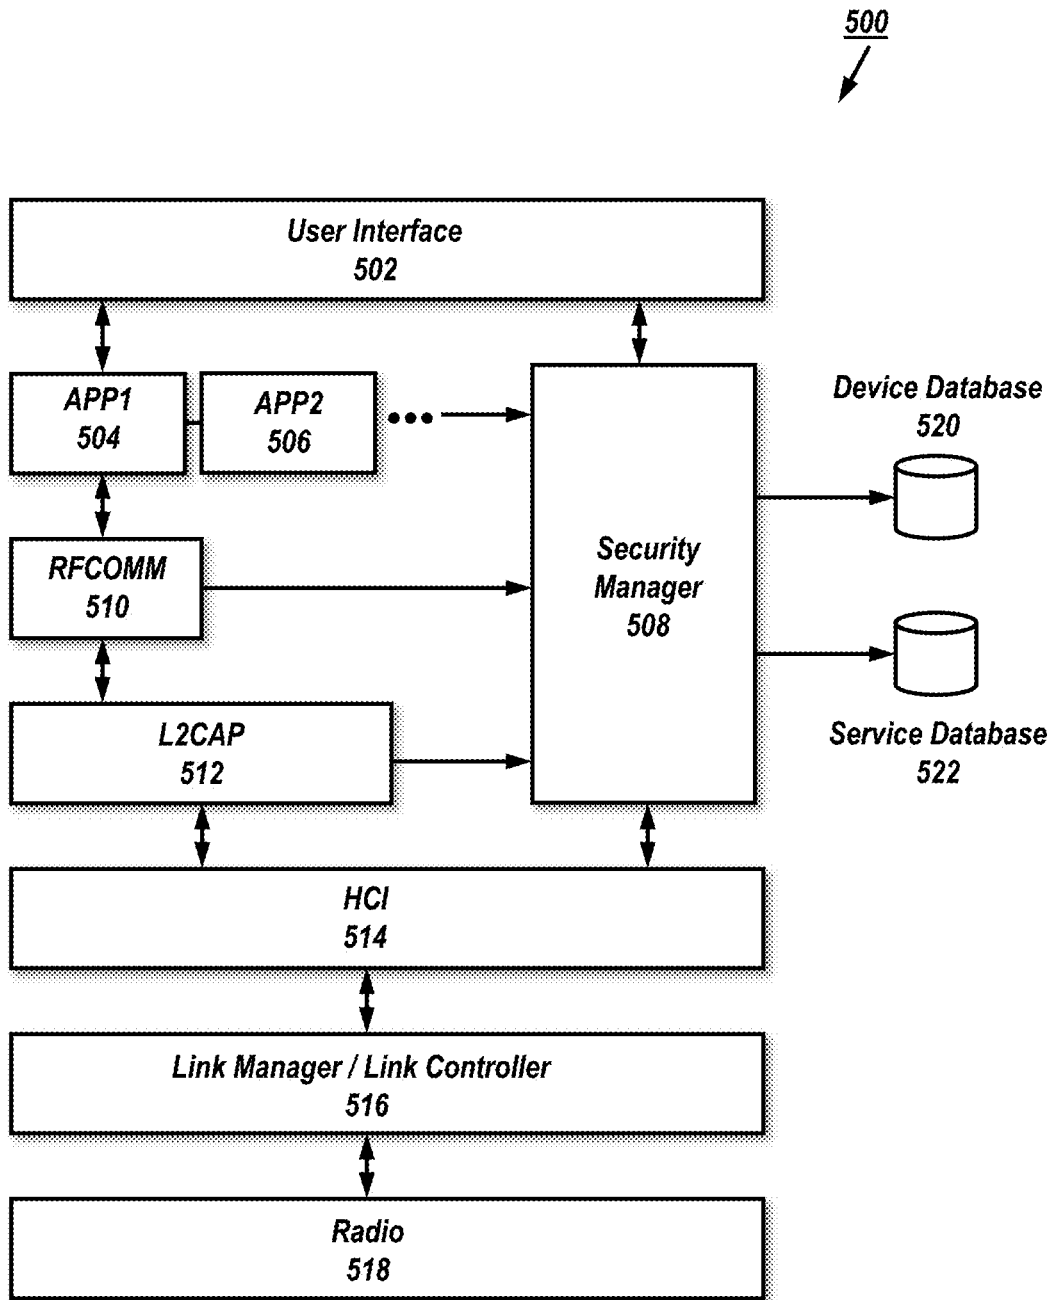 500
User Interface
502
APP1
504
APP2
506
•••
Device Database
520
RFCOMM
510
Security
Manager
508
L2CAP
512
Service Database
522
HCI
514
Link Manager / Link Controller
516
Radio
518